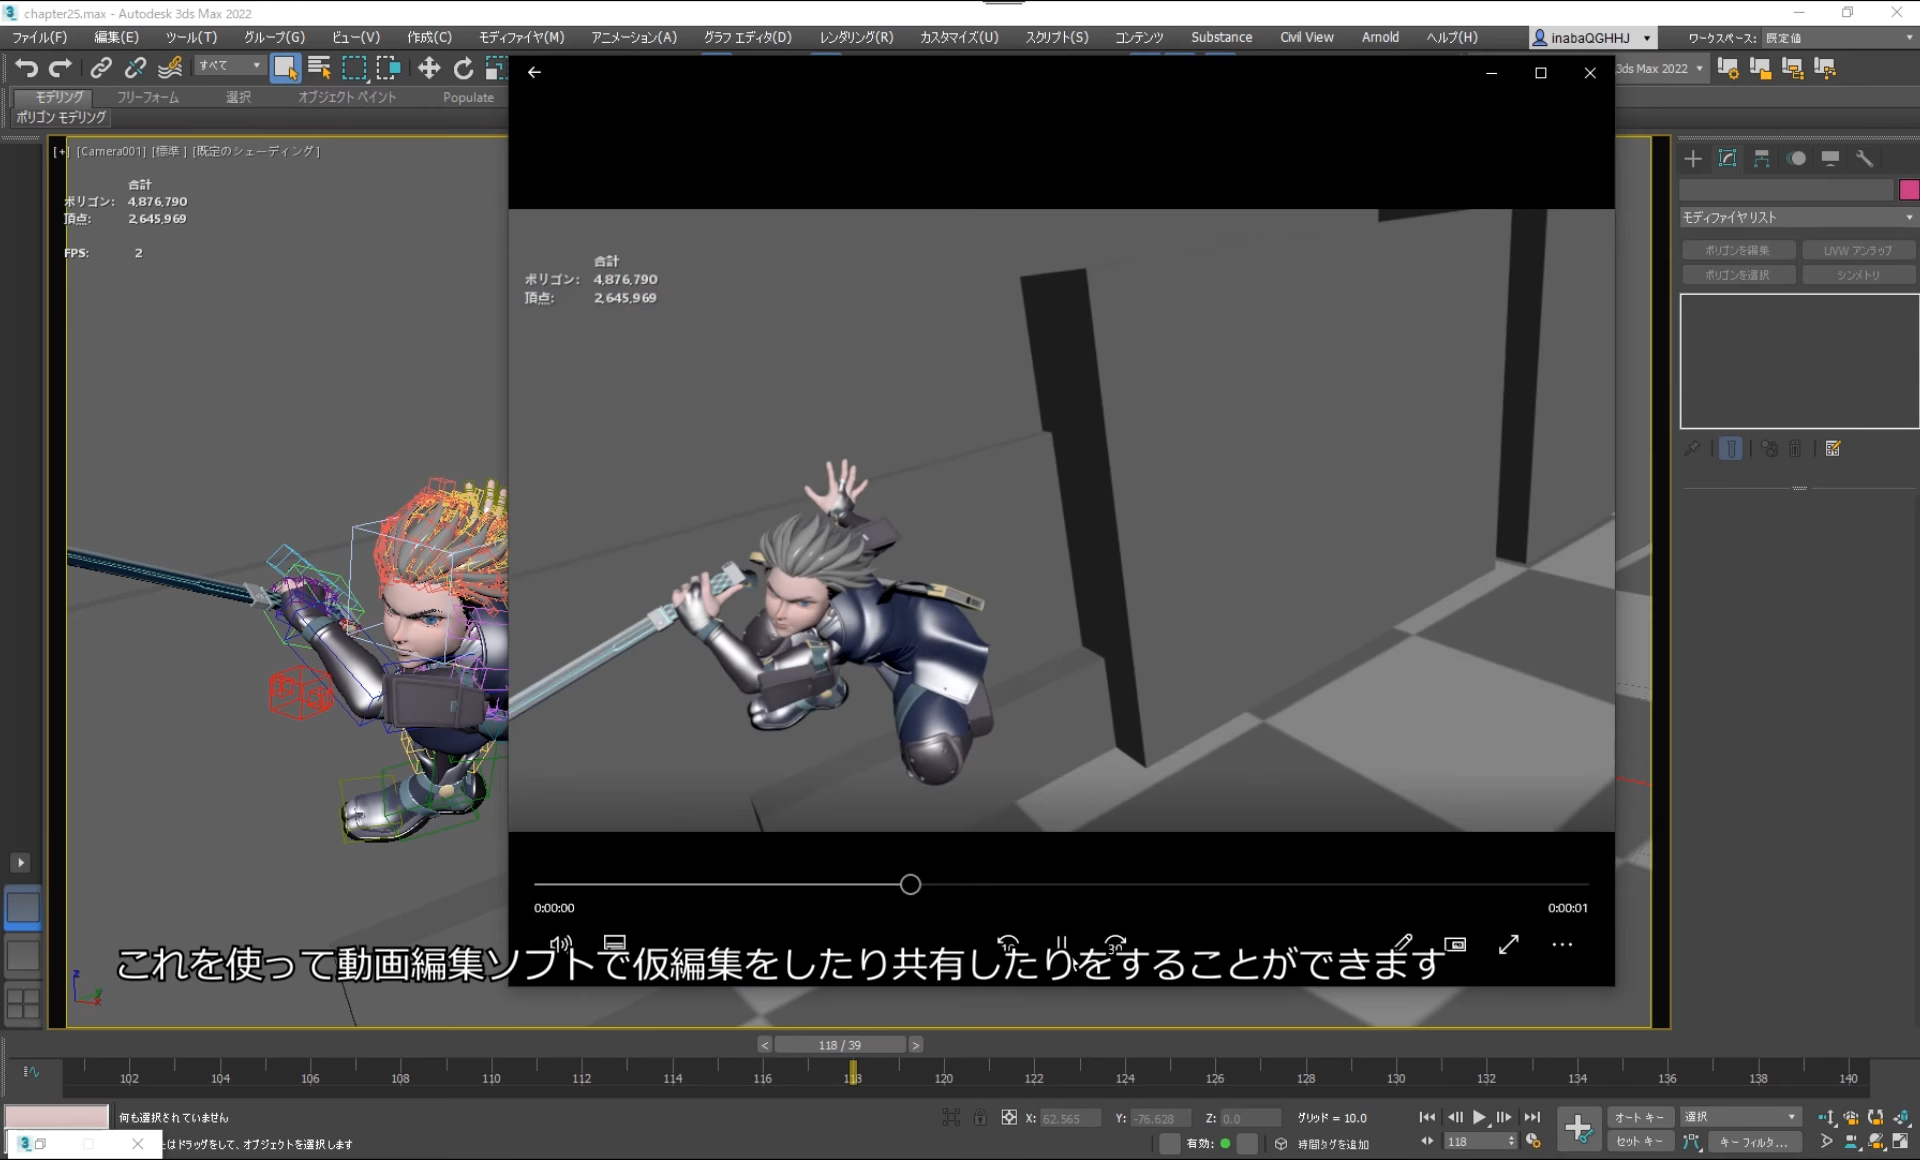 chapter25.max - Autodesk 3ds Max 2022
ファイル(F) 編集(E) ツール(T) グループ(G) ビュー(V) 作成(C) モディファイヤ(M) アニメーション(A) グラフ エディタ(D) レンダリング(R) カスタマイズ(U) スクリプト(S) コンテンツ Substance Civil View Arnold ヘルプ(H) inabaQGHHJ ワークスペース: 既定値
すべて
3ds Max 2022
モデリング フリーフォーム 選択 オブジェクト ペイント Populate
ポリゴン モデリング
[+] [Camera001] [標準 ] [既定のシェーディング ]
合計
ポリゴン: 4,876,790
頂点: 2,645,969
FPS: 2
合計
ポリゴン: 4,876,790
頂点: 2,645,969
モディファイヤ リスト
ポリゴンを編集 UVW アンラップ
ポリゴンを選択 シンメトリ
0:00:00 0:00:01
10 30
これを使って動画編集ソフトで仮編集をしたり共有したりをすることができます
z y x
< 118 / 39 >
102 104 106 108 110 112 114 116 118 120 122 124 126 128 130 132 134 136 138 140
何も選択されていません X: 62.565 Y: -76.628 Z: 0.0 グリッド = 10.0 オート キー 選択
はドラッグをして、オブジェクトを選択します 有効: 時間タグを追加 118 セット キー キー フィルタ...